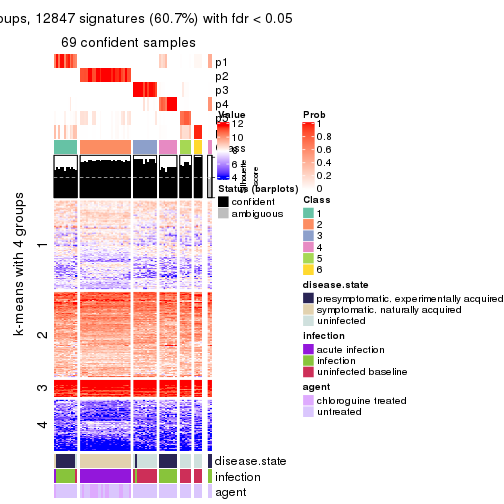 oups, 12847 signatures (60.7%) with fdr < 0.05
69 confident samples
p1
p2
p3
p4
Value
12
10
8
6
4
Class
Silhouette
score
Status (barplots)
confident
ambiguous
k-means with 4 groups
1
2
3
4
disease.state
infection
agent
Prob
1
0.8
0.6
0.4
0.2
0
Class
1
2
3
4
5
6
disease.state
presymptomatic. experimentally acquired
symptomatic. naturally acquired
uninfected
infection
acute infection
infection
uninfected baseline
agent
chloroguine treated
untreated